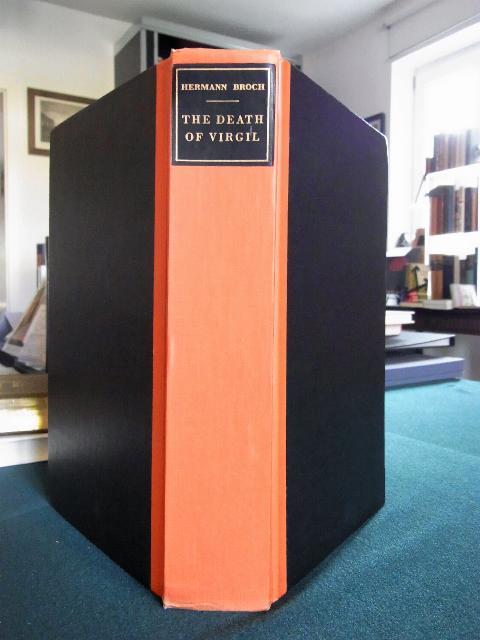 HERMANN BROCH
THE DEATH
OF VIRGIL